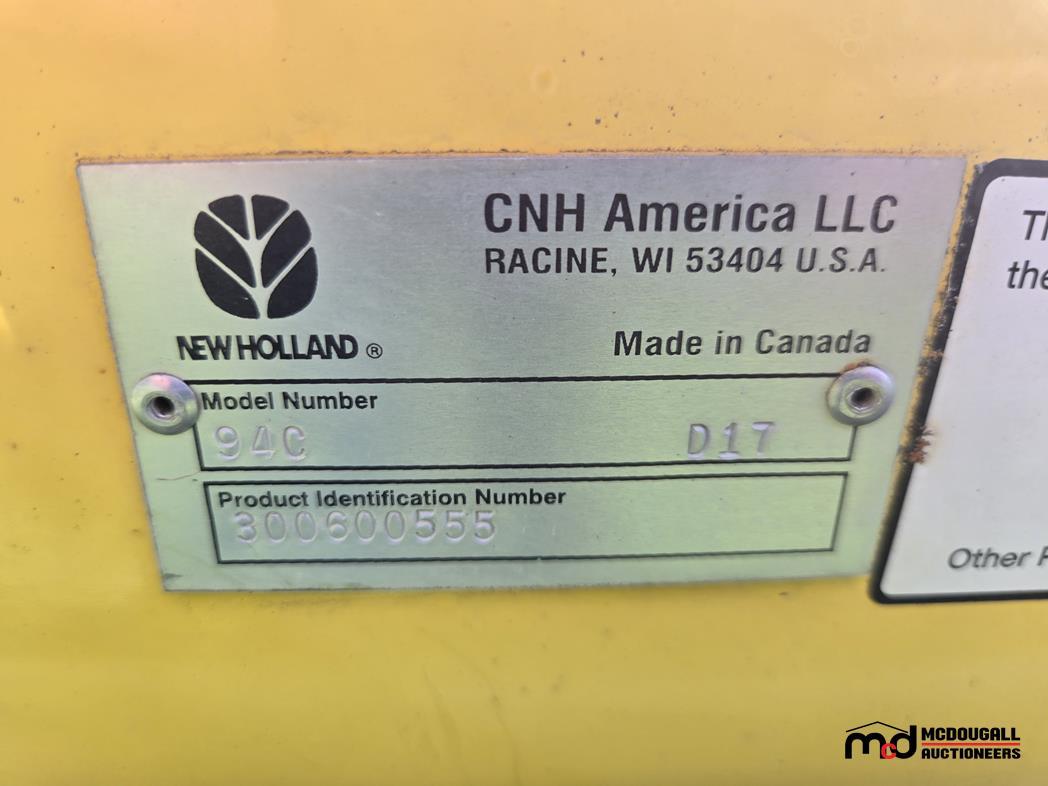 CNH America LLC
RACINE, WI 53404 U.S.A.
NEW HOLLAND ®
Made in Canada
Model Number
94C D17
Product Identification Number
300600555
the
Other
mcd MCDOUGALL
AUCTIONEERS